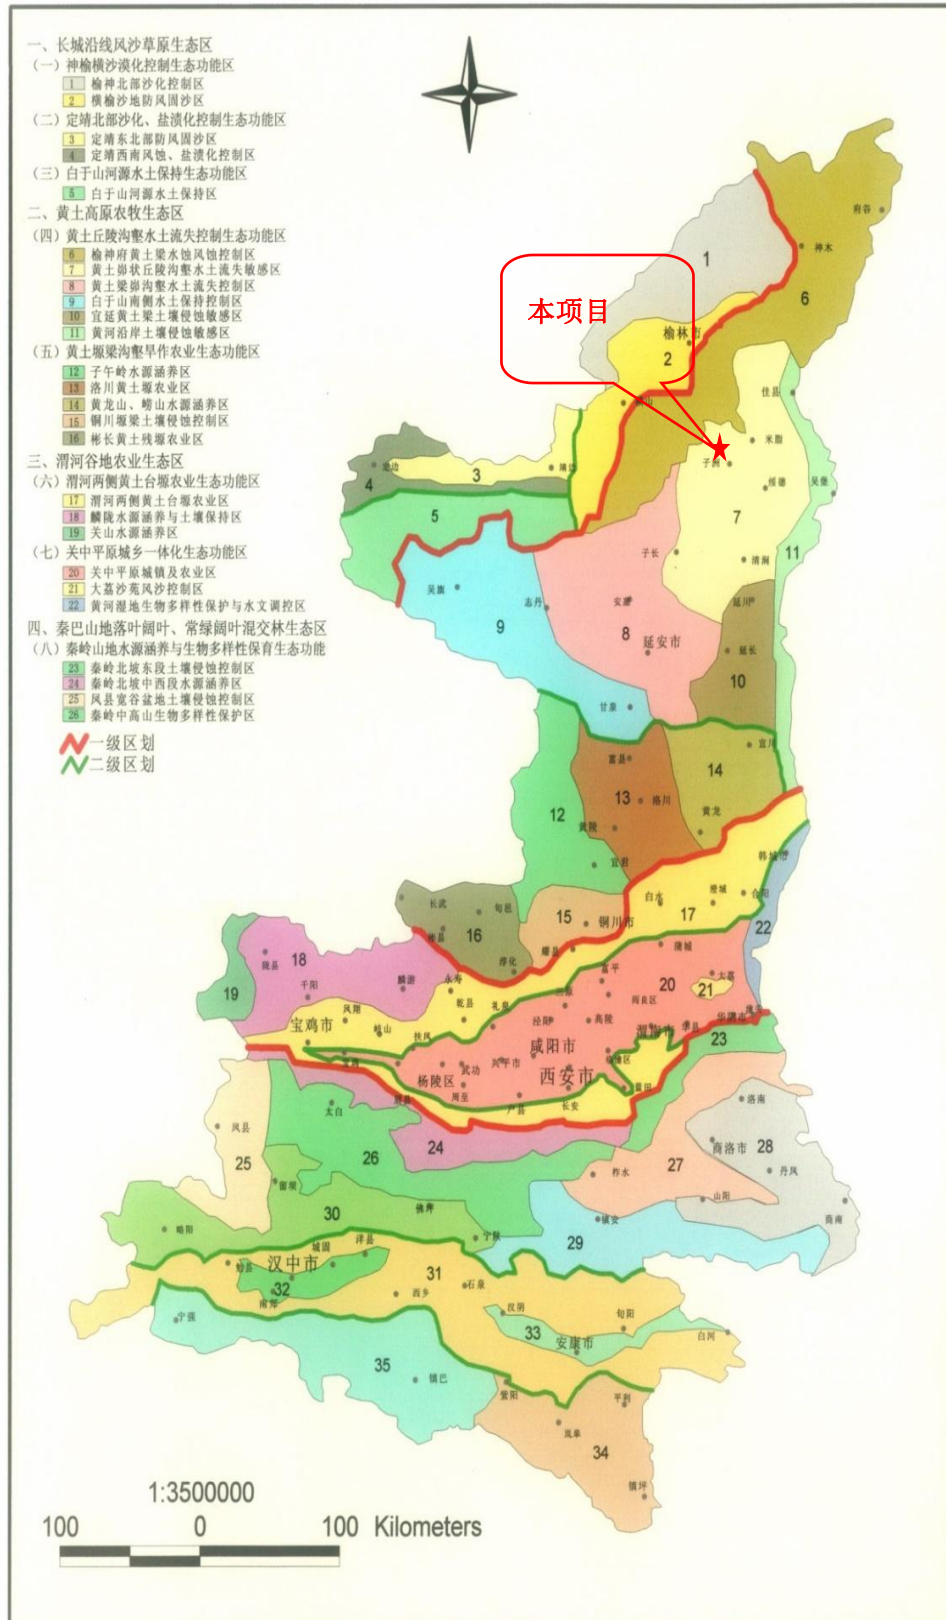 一、长城沿线风沙草原生态区
（一）神榆横沙漠化控制生态功能区
1 榆神北部沙化控制区
2 横榆沙地防风固沙区
（二）定靖北部沙化、盐渍化控制生态功能区
3 定靖东北部防风固沙区
4 定靖西南风蚀、盐渍化控制区
（三）白于山河源水土保持生态功能区
5 白于山河源水土保持区
二、黄土高原农牧生态区
（四）黄土丘陵沟壑水土流失控制生态功能区
6 榆神府黄土梁水蚀风蚀控制区
7 黄土峁状丘陵沟壑水土流失敏感区
8 黄土梁峁沟壑水土流失控制区
9 白于山南侧水土保持控制区
10 宜延黄土梁土壤侵蚀敏感区
11 黄河沿岸土壤侵蚀敏感区
（五）黄土塬梁沟壑旱作农业生态功能区
12 子午岭水源涵养区
13 洛川黄土塬农业区
14 黄龙山、崂山水源涵养区
15 铜川塬梁土壤侵蚀控制区
16 彬长黄土残塬农业区
三、渭河谷地农业生态区
（六）渭河两侧黄土台塬农业生态功能区
17 渭河两侧黄土台塬农业区
18 麟陇水源涵养与土壤保持区
19 关山水源涵养区
（七）关中平原城乡一体化生态功能区
20 关中平原城镇及农业区
21 大荔沙苑风沙控制区
22 黄河湿地生物多样性保护与水文调控区
四、秦巴山地落叶阔叶、常绿阔叶混交林生态区
（八）秦岭山地水源涵养与生物多样性保育生态功能
23 秦岭北坡东段土壤侵蚀控制区
24 秦岭北坡中西段水源涵养区
25 凤县宽谷盆地土壤侵蚀控制区
26 秦岭中高山生物多样性保护区
一级区划
二级区划
府谷
神木
1
6
本项目
榆林市
2
佳县
米脂
子洲
定边
4
3
靖边
绥德
吴堡
5
7
子长
清涧
11
吴旗
志丹
安塞
延川
9
8
延安市
延长
10
甘泉
宜川
富县
14
13
洛川
12
黄陵
黄龙
宜君
韩城市
长武
旬邑
白水
澄城
合阳
15
17
铜川市
22
16
彬县
耀县
蒲城
淳化
18
陇县
富平
20
大荔
21
19
千阳
麟游
永寿
三原
阎良区
乾县
礼泉
凤翔
宝鸡市
岐山
扶风
泾阳
高陵
渭南市
华县
华阴市
潼关
23
咸阳市
兴平市
临潼区
武功
杨陵区
西安市
蓝田
眉县
周至
户县
长安
太白
洛南
凤县
24
商洛市
28
25
26
27
丹凤
柞水
留坝
山阳
商南
佛坪
30
镇安
略阳
宁陕
29
洋县
城固
勉县
汉中市
31
石泉
32
西乡
南郑
汉阴
旬阳
宁强
33
白河
安康市
35
镇巴
紫阳
平利
岚皋
34
镇坪
1:3500000
100 0 100 Kilometers